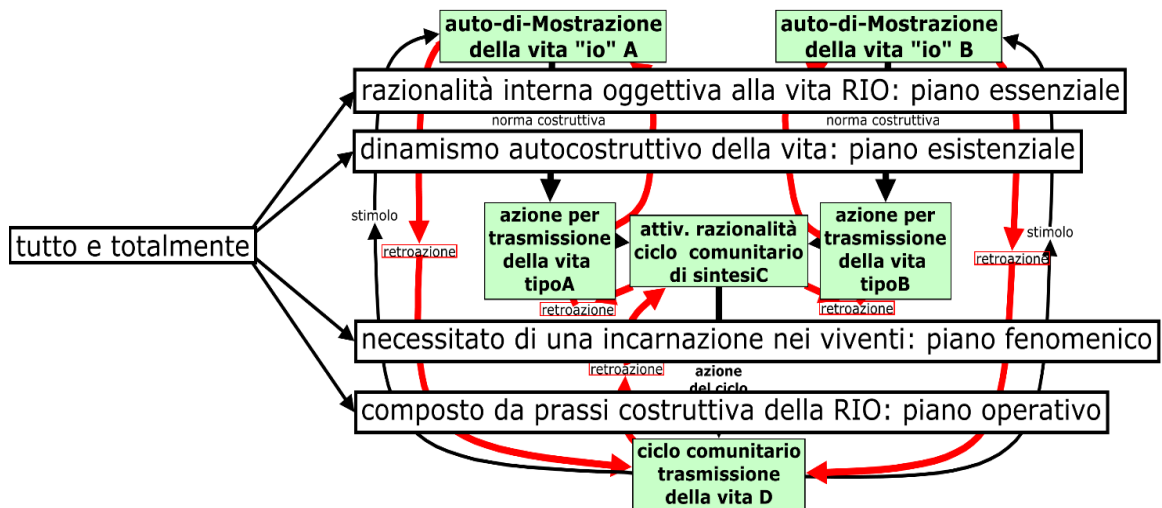 auto-di-Mostrazione
della vita "io" A
auto-di-Mostrazione
della vita "io" B
razionalità interna oggettiva alla vita RIO: piano essenziale
norma costruttiva
norma costruttiva
dinamismo autocostruttivo della vita: piano esistenziale
stimolo
retroazione
azione per
trasmissione
della vita
tipoA
attiv. razionalità
ciclo comunitario
di sintesiC
azione per
trasmissione
della vita
tipoB
stimolo
retroazione
tutto e totalmente
retroazione
retroazione
necessitato di una incarnazione nei viventi: piano fenomenico
retroazione
azione
del ciclo
composto da prassi costruttiva della RIO: piano operativo
ciclo comunitario
trasmissione
della vita D